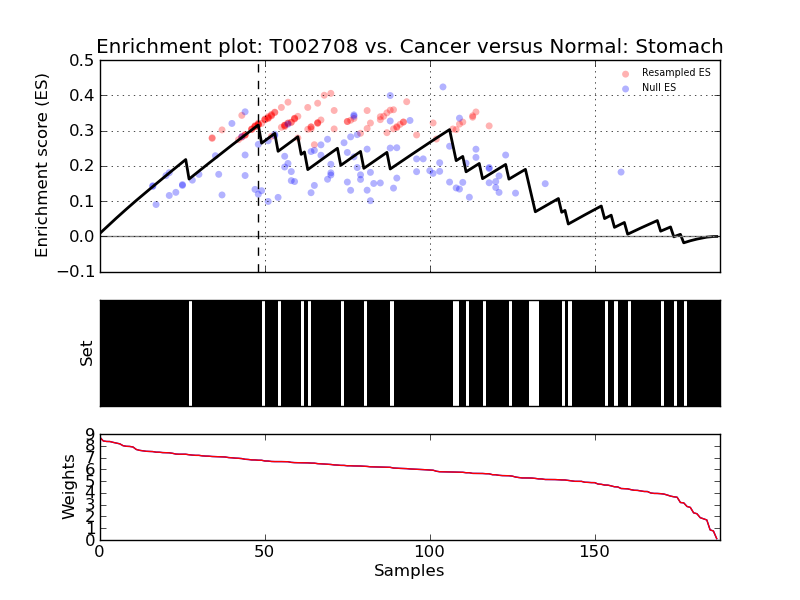 Enrichment plot: T002708 vs. Cancer versus Normal: Stomach
Enrichment score (ES)
0.5
0.4
0.3
0.2
0.1
0.0
−0.1
Resampled ES
Null ES
Set
Weights
9
8
7
6
5
4
3
2
1
0
0 50 100 150
Samples